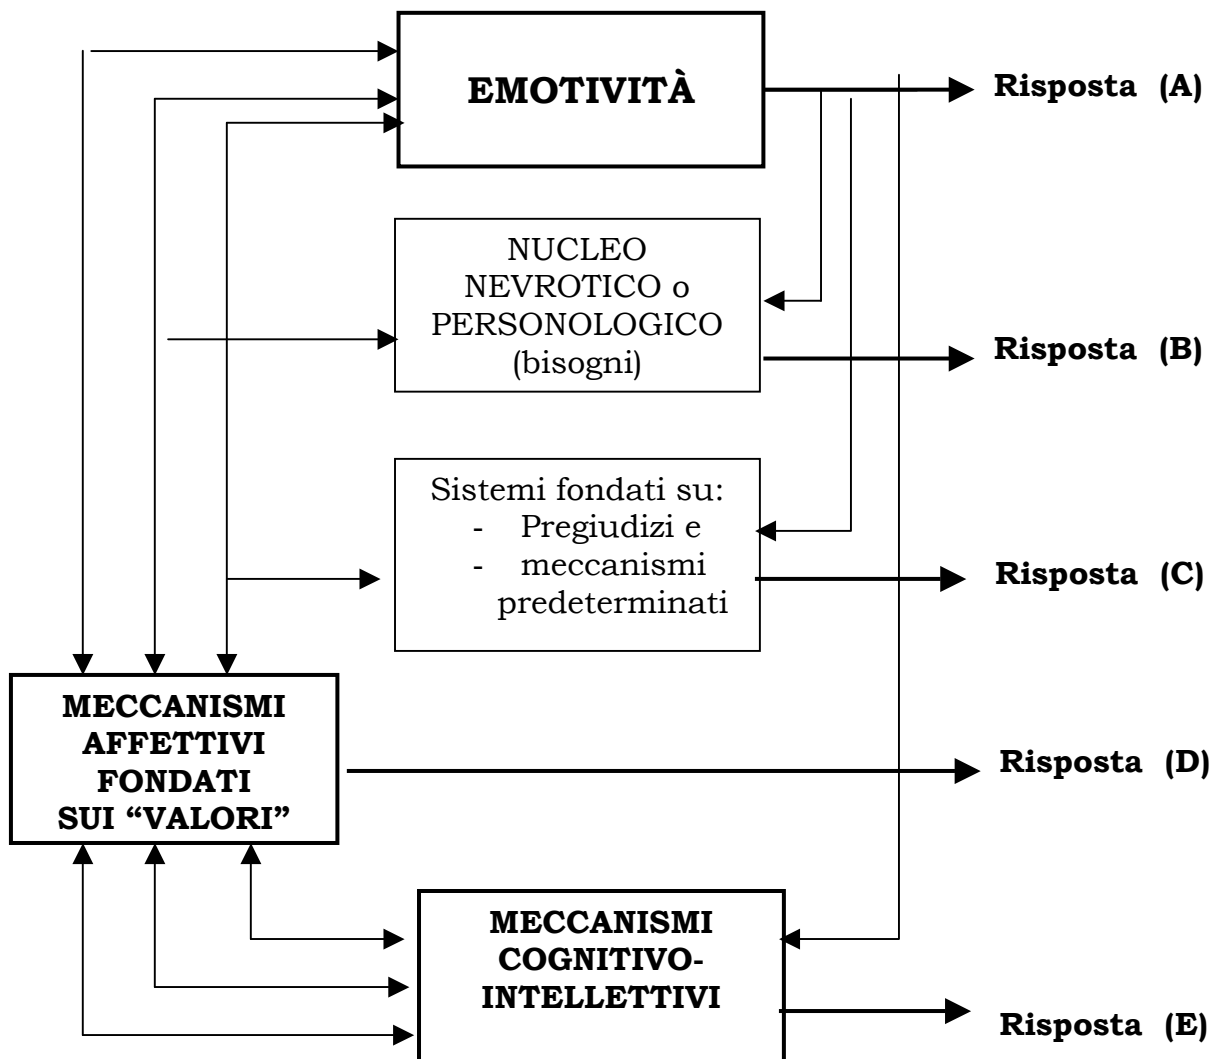 EMOTIVITÀ
Risposta (A)
NUCLEO
NEVROTICO o
PERSONOLOGICO
(bisogni)
Risposta (B)
Sistemi fondati su:
- Pregiudizi e
- meccanismi
predeterminati
Risposta (C)
MECCANISMI
AFFETTIVI
FONDATI
SUI “VALORI”
Risposta (D)
MECCANISMI
COGNITIVO-
INTELLETTIVI
Risposta (E)